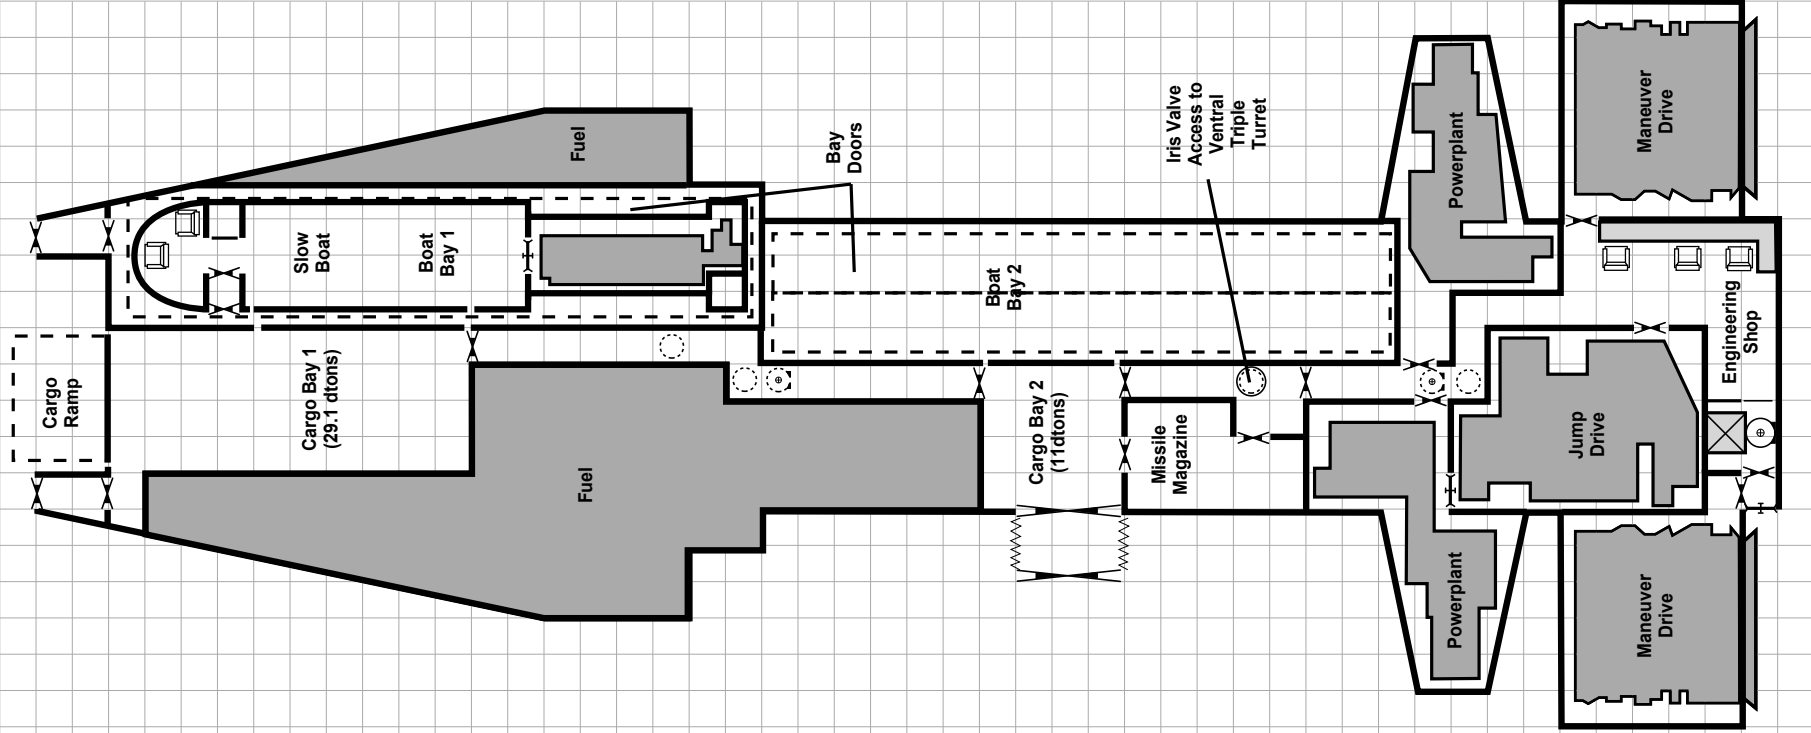 Fuel
Slow
Boat
Boat
Bay 1
Bay
Doors
Iris Valve
Access to
Ventral
Triple
Turret
Powerplant
Maneuver
Drive
Boat
Bay 2
Engineering
Shop
Cargo
Ramp
Cargo Bay 1
(29.1 dtons)
Fuel
Cargo Bay 2
(11dtons)
Missile
Magazine
Jump
Drive
Powerplant
Maneuver
Drive